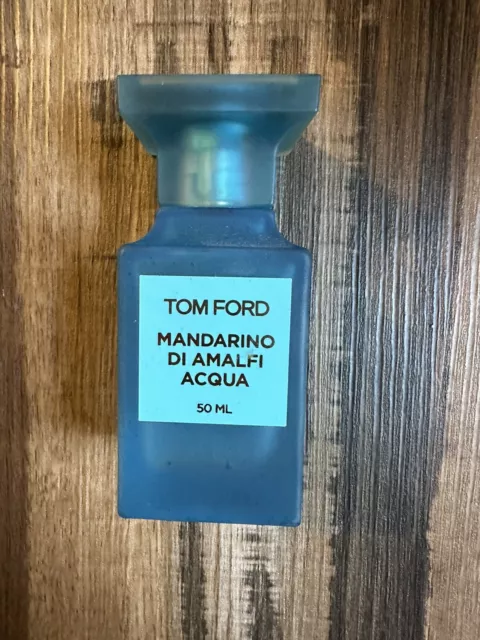 TOM FORD
MANDARINO
DI AMALFI
ACQUA
50 ML